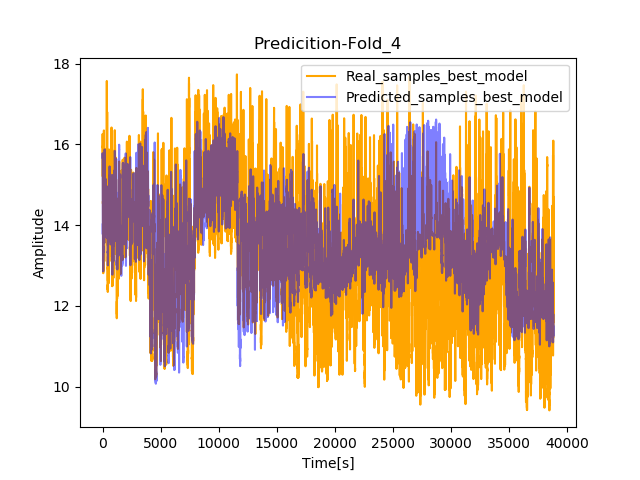 Predicition-Fold_4
Real_samples_best_model
Predicted_samples_best_model
18
16
14
12
10
Amplitude
0 5000 10000 15000 20000 25000 30000 35000 40000
Time[s]